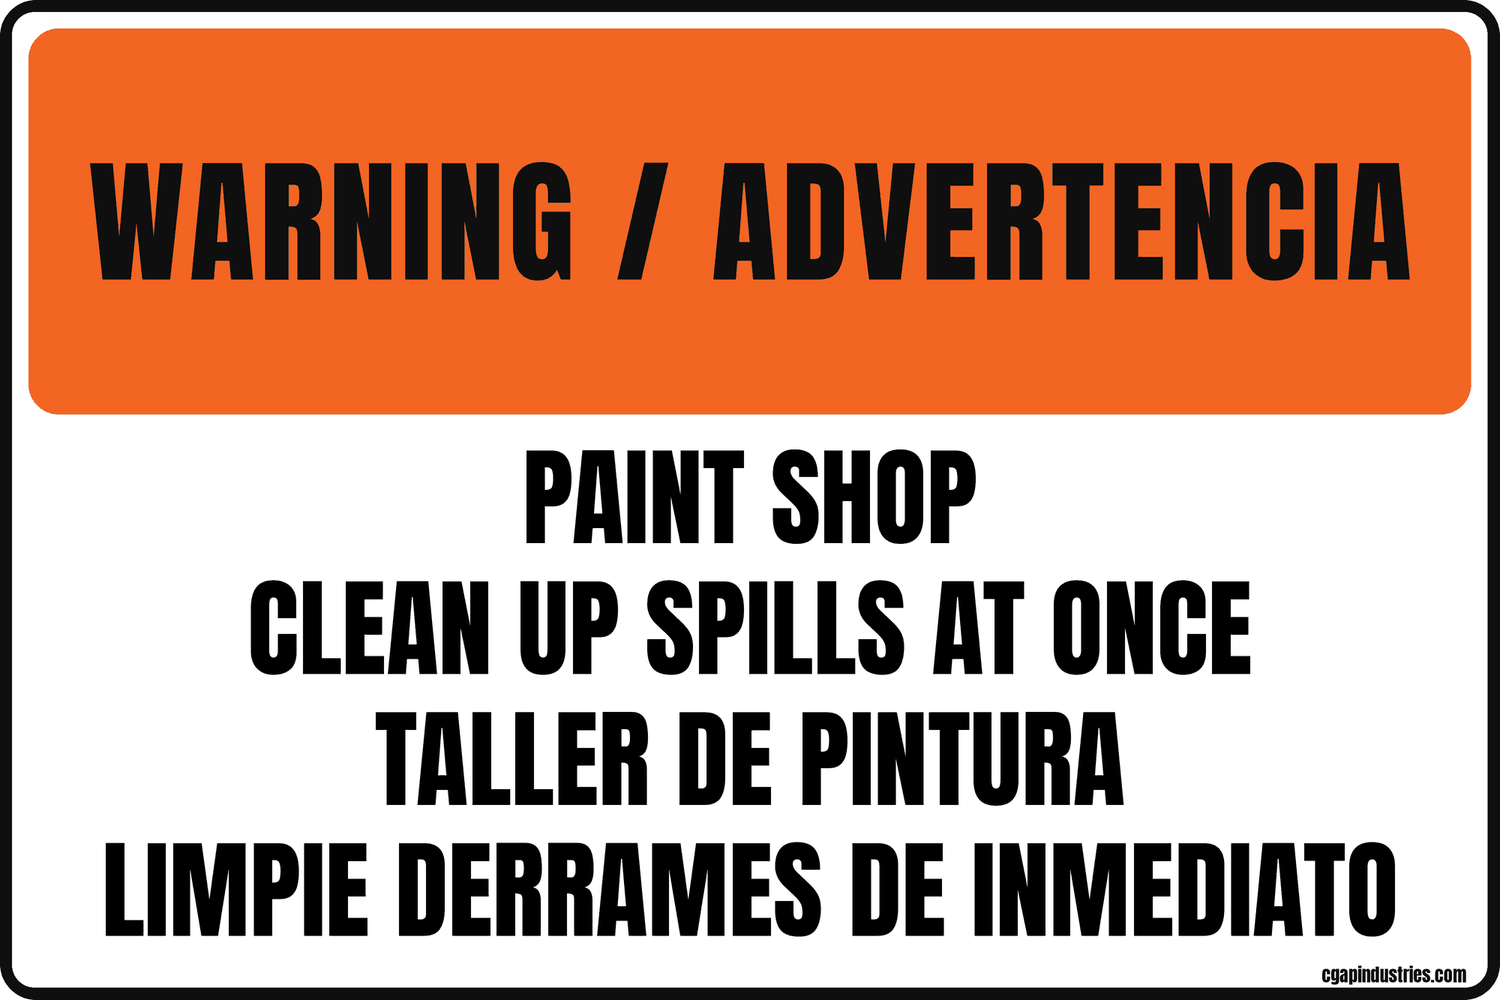 WARNING / ADVERTENCIA
PAINT SHOP
CLEAN UP SPILLS AT ONCE
TALLER DE PINTURA
LIMPIE DERRAMES DE INMEDIATO
cgapindustries.com